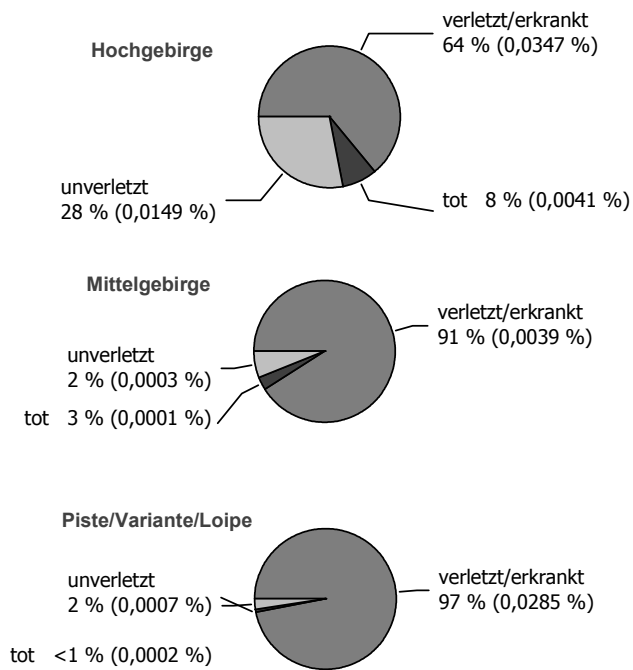 Hochgebirge
verletzt/erkrankt
64 % (0,0347 %)
unverletzt
28 % (0,0149 %)
tot 8 % (0,0041 %)
Mittelgebirge
verletzt/erkrankt
91 % (0,0039 %)
unverletzt
2 % (0,0003 %)
tot 3 % (0,0001 %)
Piste/Variante/Loipe
verletzt/erkrankt
97 % (0,0285 %)
unverletzt
2 % (0,0007 %)
tot <1 % (0,0002 %)